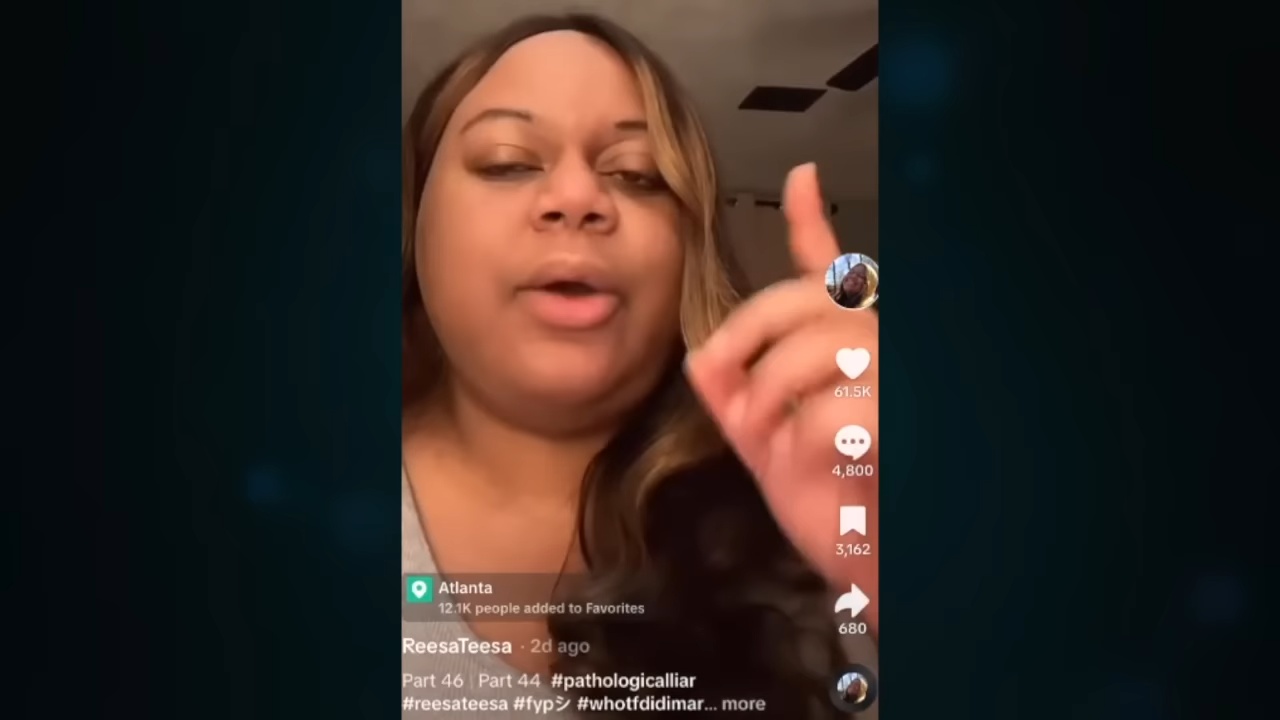 61.5K
4,800
3,162
680
Atlanta
12.1K people added to Favorites
ReesaTeesa · 2d ago
Part 46 | Part 44 #pathologicalliar
#reesateesa #fypシ #whotfdidimar... more